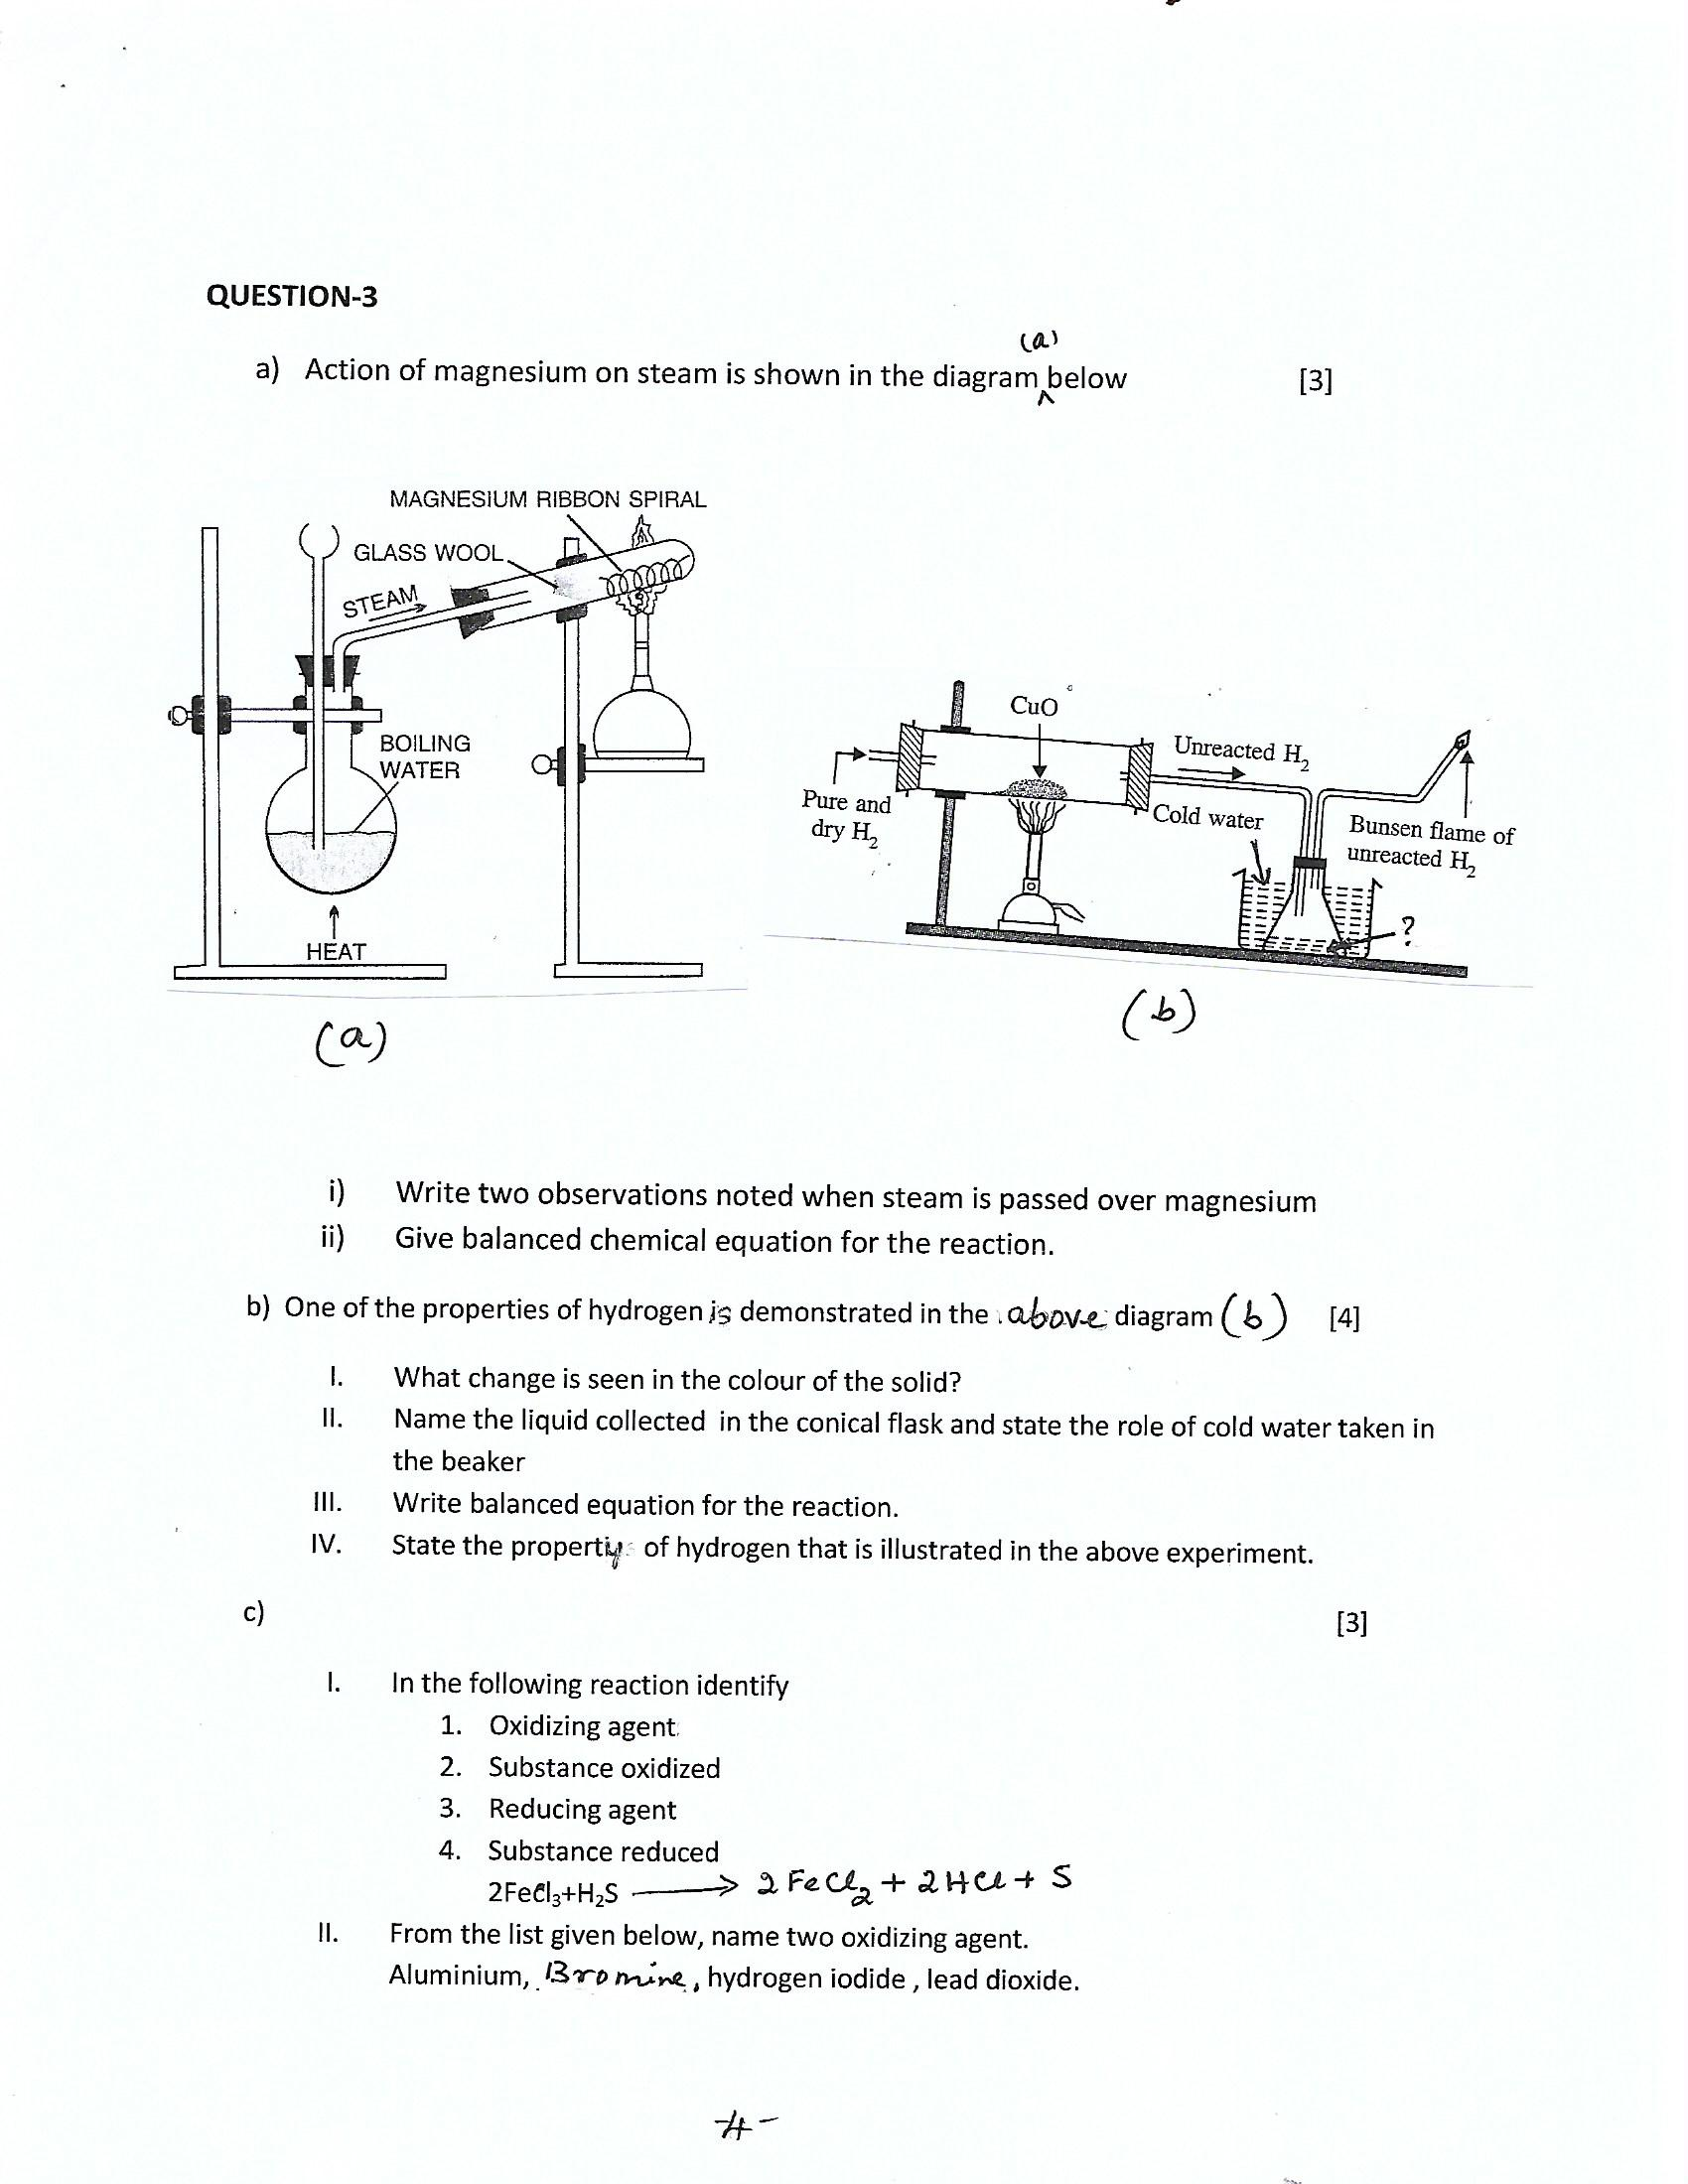 QUESTION-3
(a)
a) Action of magnesium on steam is shown in the diagram ^ below [3]
MAGNESIUM RIBBON SPIRAL
GLASS WOOL
STEAM
BOILING
WATER
HEAT
(a)
CuO
Unreacted H₂
Pure and
dry H₂
Cold water
Bunsen flame of
unreacted H₂
?
(b)
i) Write two observations noted when steam is passed over magnesium
ii) Give balanced chemical equation for the reaction.
b) One of the properties of hydrogen is demonstrated in the above diagram (b) [4]
I. What change is seen in the colour of the solid?
II. Name the liquid collected in the conical flask and state the role of cold water taken in
the beaker
III. Write balanced equation for the reaction.
IV. State the property of hydrogen that is illustrated in the above experiment.
c) [3]
I. In the following reaction identify
1. Oxidizing agent
2. Substance oxidized
3. Reducing agent
4. Substance reduced
2FeCl₃+H₂S ⟶ 2FeCl₂ + 2HCl + S
II. From the list given below, name two oxidizing agent.
Aluminium, Bromine, hydrogen iodide , lead dioxide.
-4-